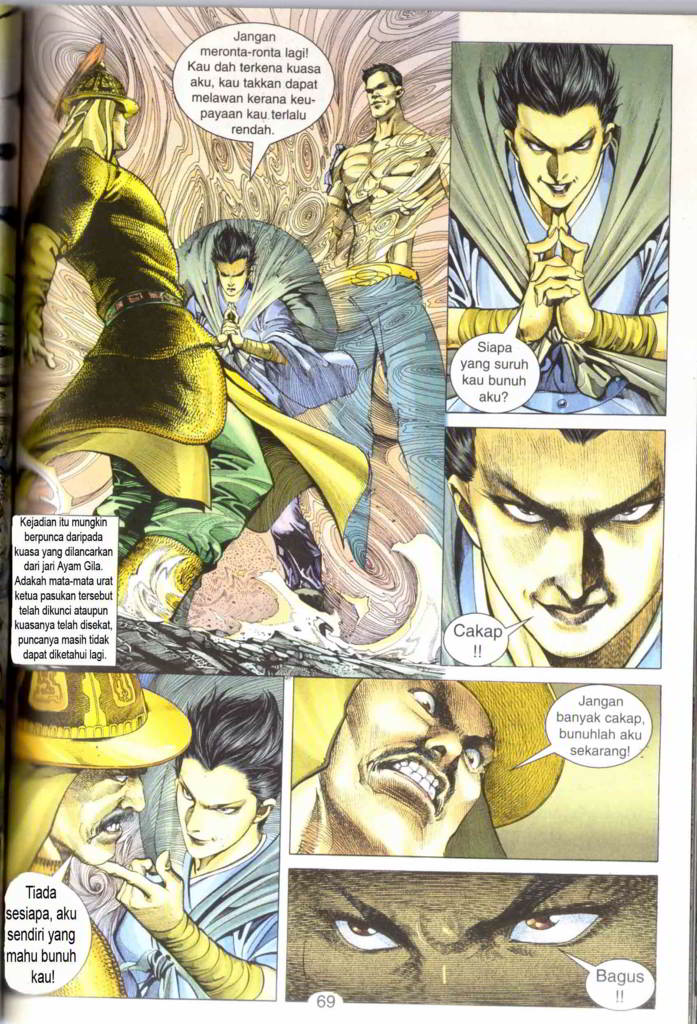 Jangan
meronta-ronta lagi!
Kau dah terkena kuasa
aku, kau takkan dapat
melawan kerana keu-
payaan kau terlalu
rendah.
Siapa
yang suruh
kau bunuh
aku?
Kejadian itu mungkin
berpunca daripada
kuasa yang dilancarkan
dari jari Ayam Gila.
Adakah mata-mata urat
ketua pasukan tersebut
telah dikunci ataupun
kuasanya telah disekat,
puncanya masih tidak
dapat diketahui lagi.
Cakap
!!
Tiada
sesiapa, aku
sendiri yang
mahu bunuh
kau!
Jangan
banyak cakap,
bunuhlah aku
sekarang!
Bagus
!!
69